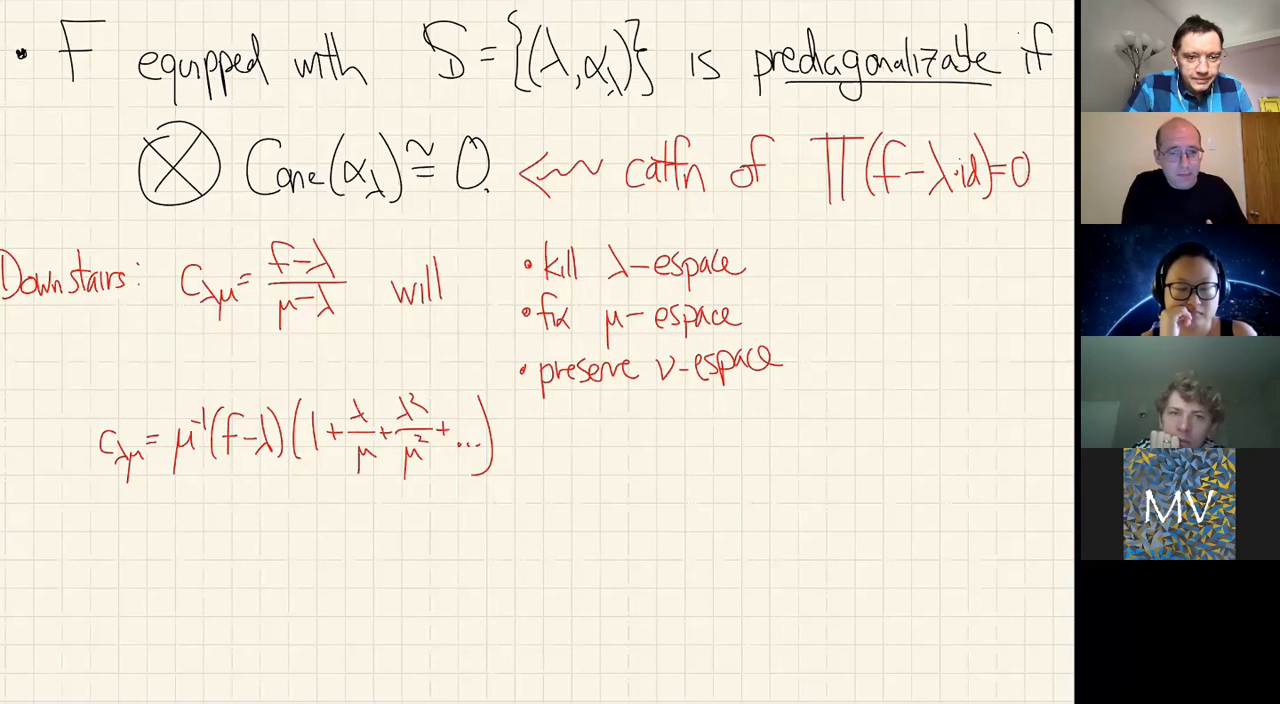 • F equipped with S = {(λ, α_λ)} is prediagonalizable if
⊗ Cone(α_λ) ≅ 0. ⇜ catfn of ∏(f - λ·id) = 0
Downstairs: c_λμ = (f-λ)/(μ-λ) will
• kill λ-espace
• fix μ-espace
• preserve ν-espace
c_λμ = μ⁻¹(f-λ)(1 + λ/μ + λ²/μ² + ...)
MV